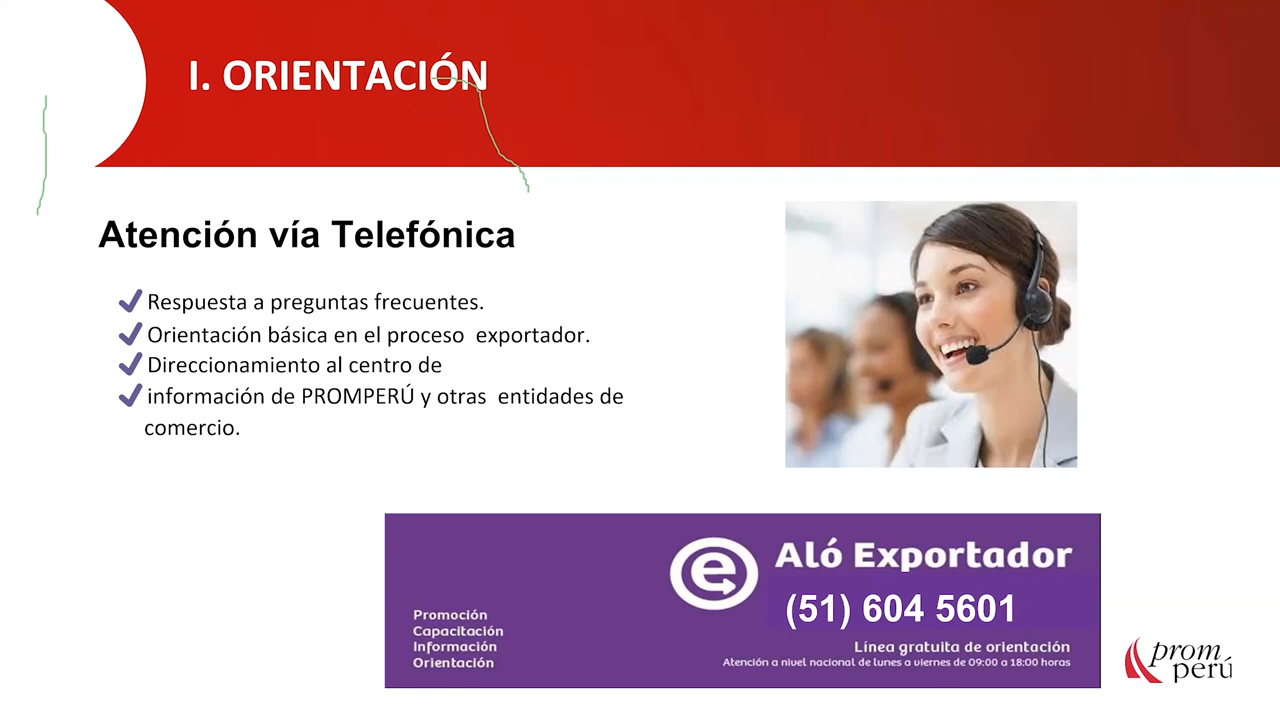 I. ORIENTACIÓN
Atención vía Telefónica
Respuesta a preguntas frecuentes.
Orientación básica en el proceso exportador.
Direccionamiento al centro de
información de PROMPERÚ y otras entidades de
comercio.
Aló Exportador
(51) 604 5601
Promoción
Capacitación
Información
Orientación
Línea gratuita de orientación
Atención a nivel nacional de lunes a viernes de 09:00 a 18:00 horas
prom
perú